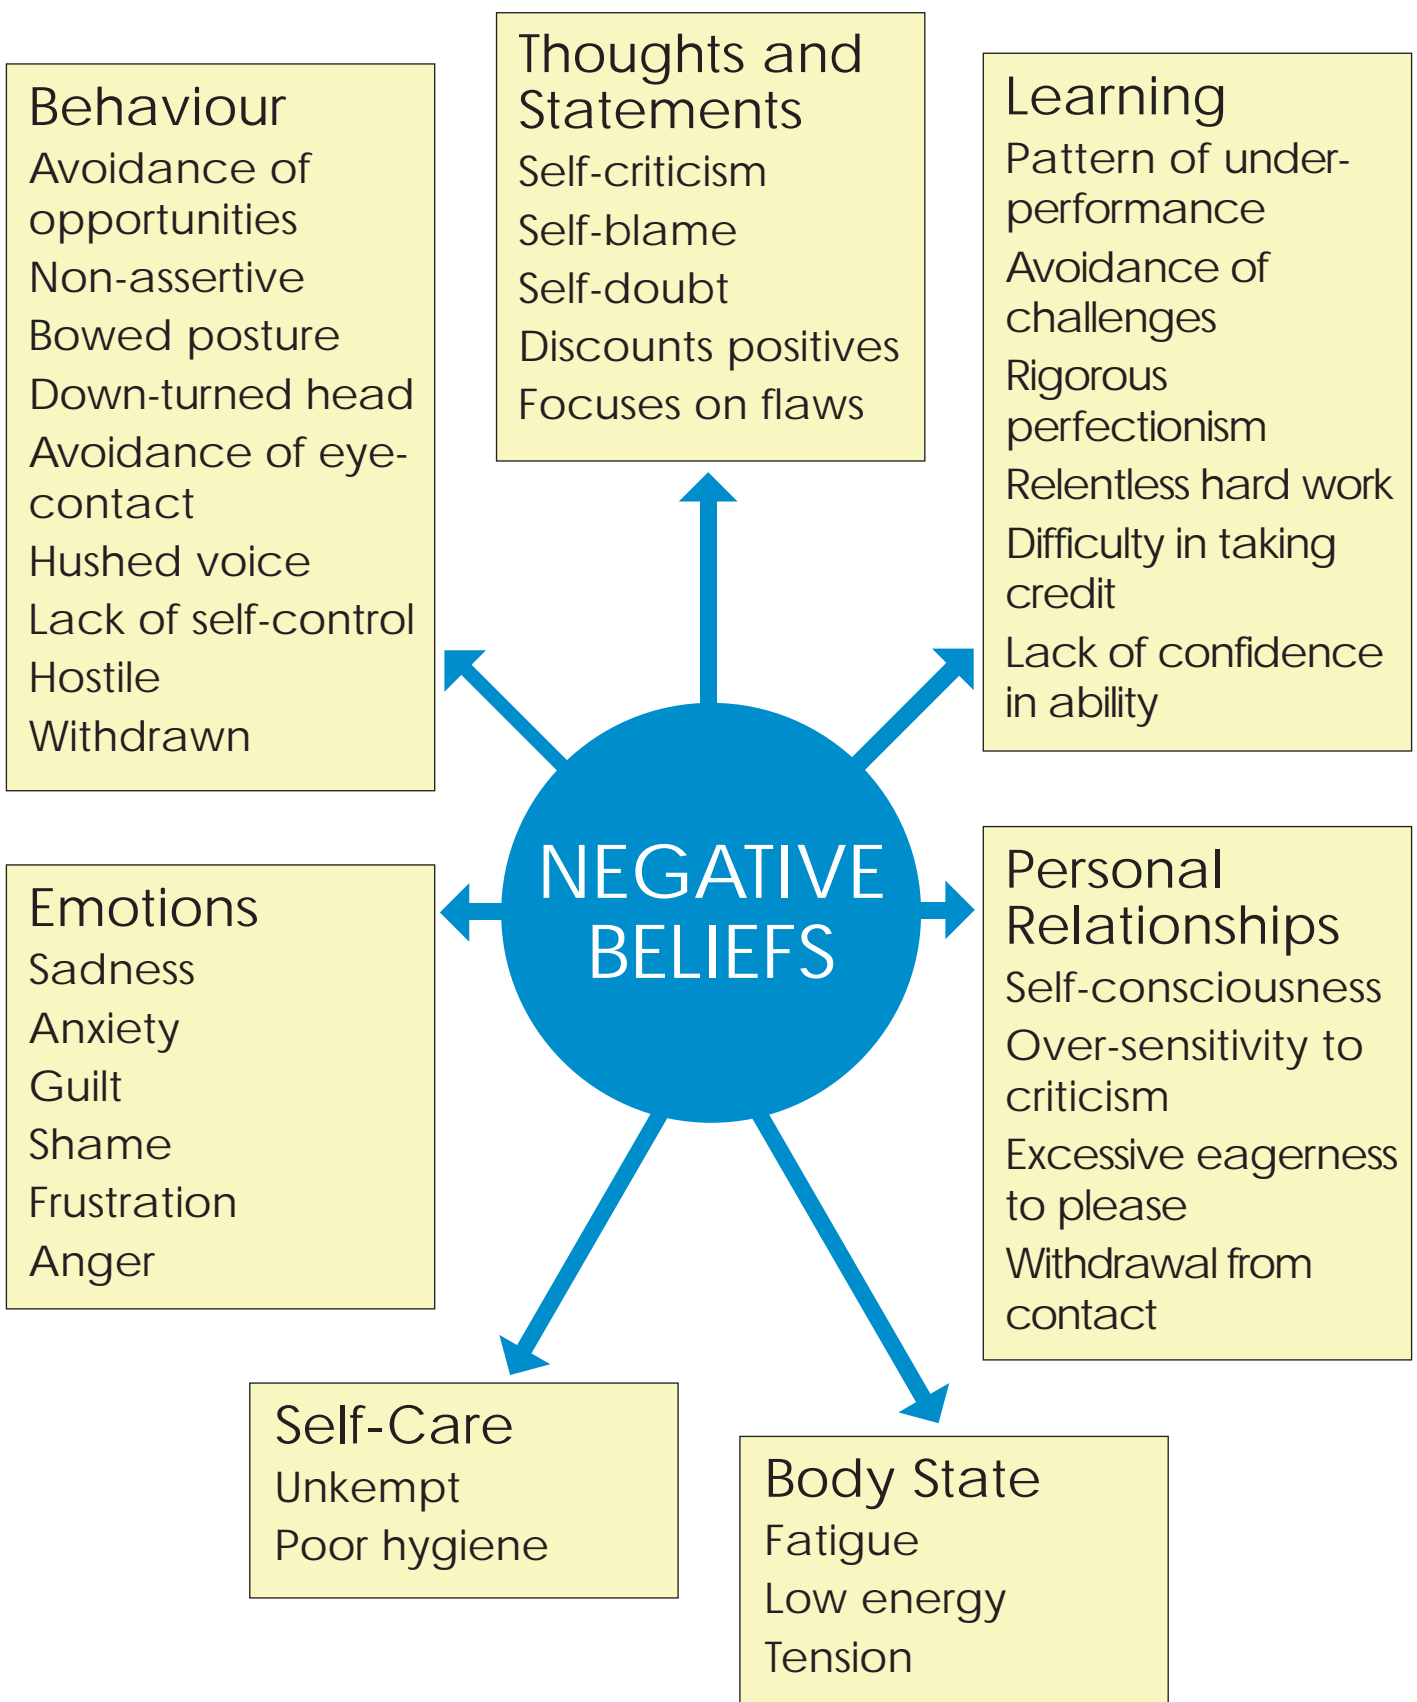 Thoughts and
Statements
Self-criticism
Self-blame
Self-doubt
Discounts positives
Focuses on flaws
Behaviour
Avoidance of
opportunities
Non-assertive
Bowed posture
Down-turned head
Avoidance of eye-
contact
Hushed voice
Lack of self-control
Hostile
Withdrawn
Learning
Pattern of under-
performance
Avoidance of
challenges
Rigorous
perfectionism
Relentless hard work
Difficulty in taking
credit
Lack of confidence
in ability
NEGATIVE
BELIEFS
Emotions
Sadness
Anxiety
Guilt
Shame
Frustration
Anger
Personal
Relationships
Self-consciousness
Over-sensitivity to
criticism
Excessive eagerness
to please
Withdrawal from
contact
Self-Care
Unkempt
Poor hygiene
Body State
Fatigue
Low energy
Tension